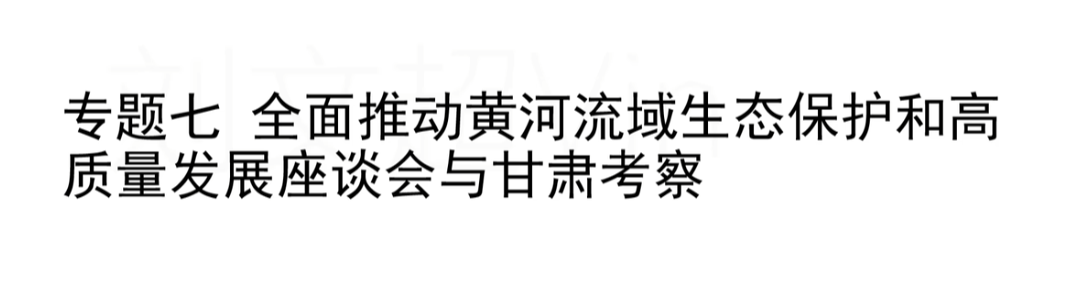 专题七 全面推动黄河流域生态保护和高
质量发展座谈会与甘肃考察